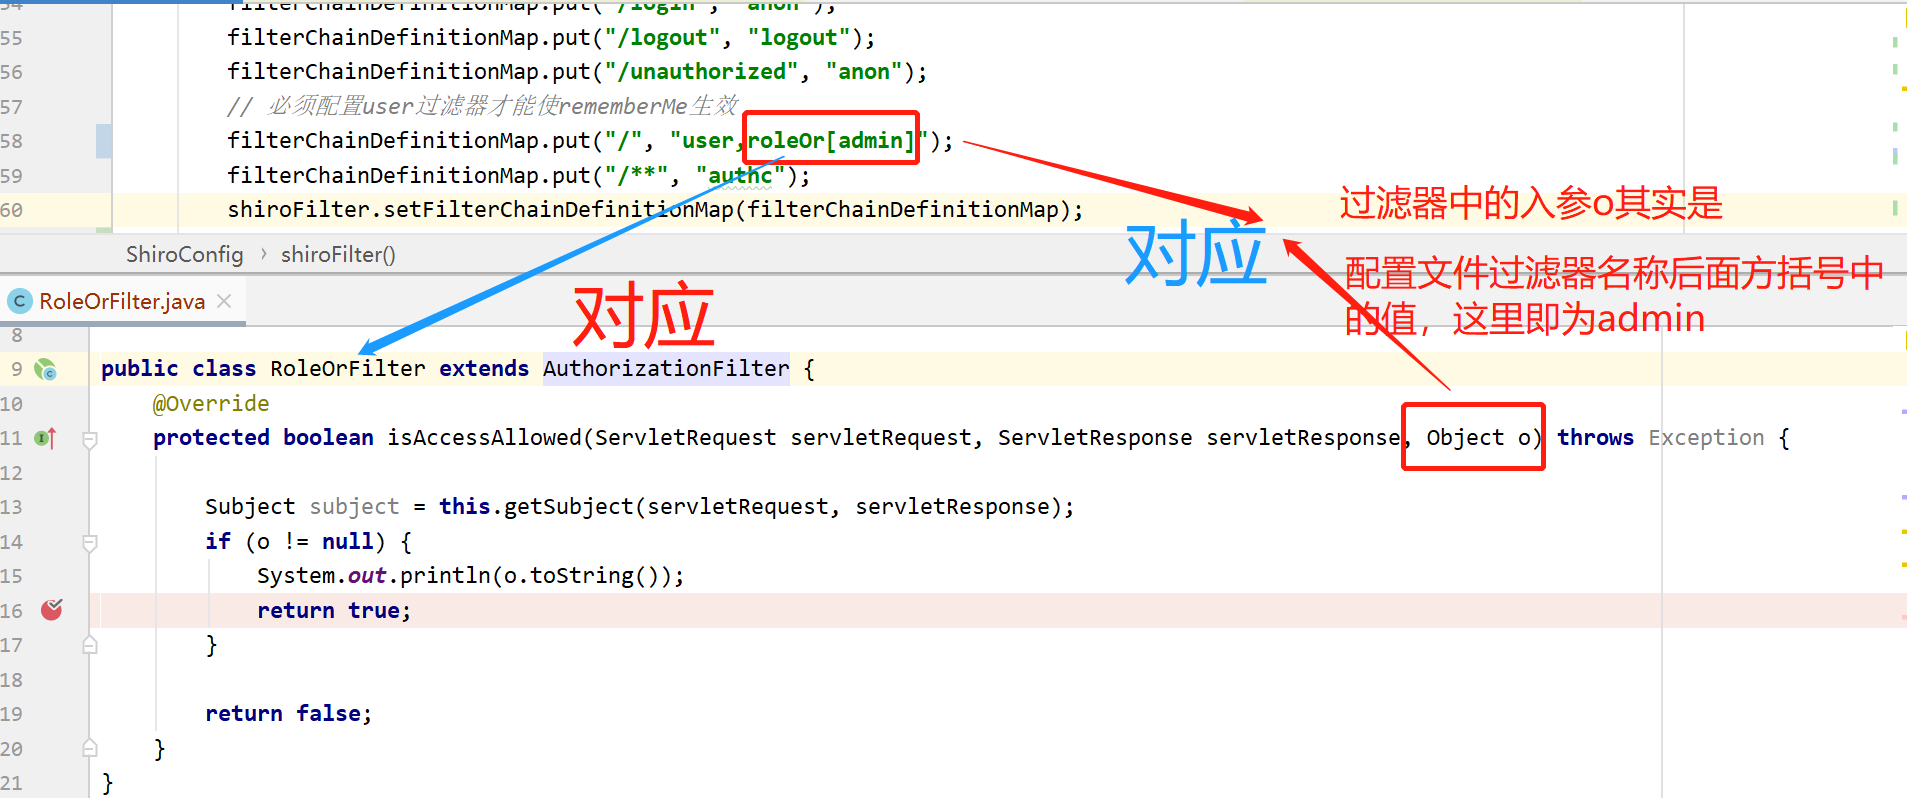 54 filterChainDefinitionMap.put("/login", "anon");
55 filterChainDefinitionMap.put("/logout", "logout");
56 filterChainDefinitionMap.put("/unauthorized", "anon");
57 // 必须配置user过滤器才能使rememberMe生效
58 filterChainDefinitionMap.put("/", "user,roleOr[admin]");
59 filterChainDefinitionMap.put("/**", "authc");
60 shiroFilter.setFilterChainDefinitionMap(filterChainDefinitionMap);
过滤器中的入参o其实是
配置文件过滤器名称后面方括号中
的值，这里即为admin
对应
ShiroConfig › shiroFilter()
对应
C RoleOrFilter.java ×
8
9 public class RoleOrFilter extends AuthorizationFilter {
10 @Override
11 protected boolean isAccessAllowed(ServletRequest servletRequest, ServletResponse servletResponse, Object o) throws Exception {
12
13 Subject subject = this.getSubject(servletRequest, servletResponse);
14 if (o != null) {
15 System.out.println(o.toString());
16 return true;
17 }
18
19 return false;
20 }
21 }